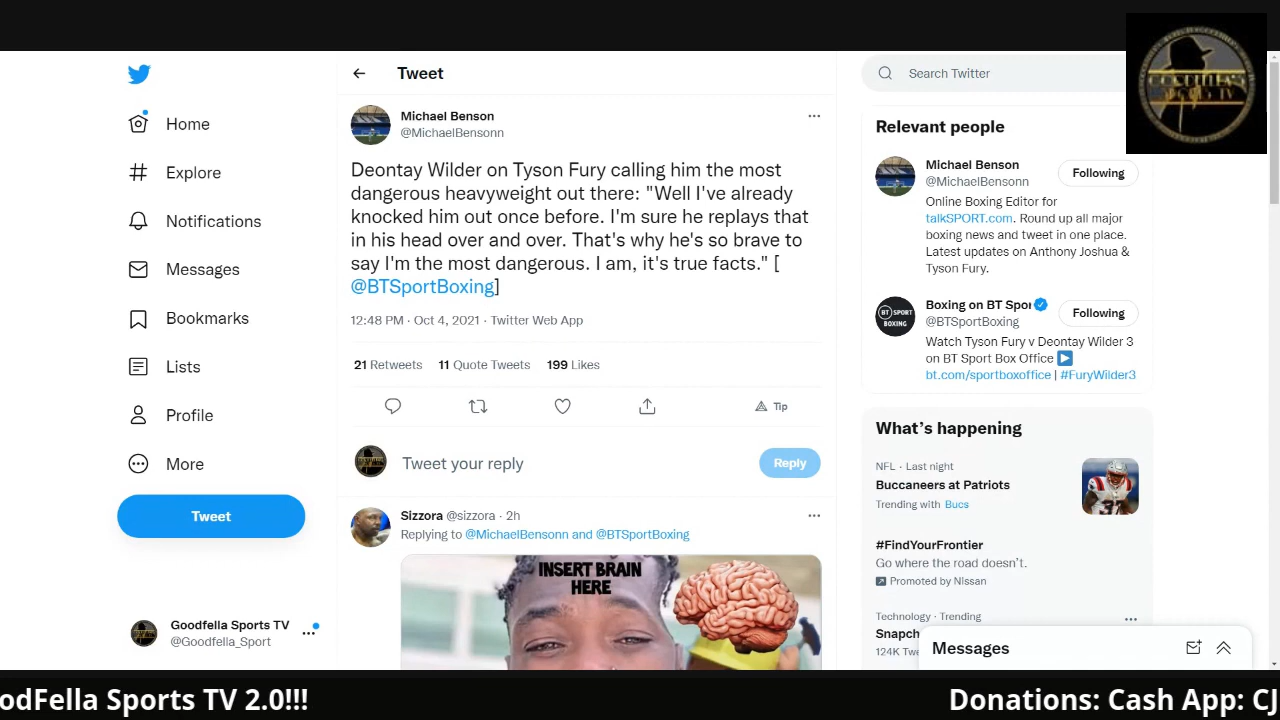 Tweet
Search Twitter
GOODFELLA'S
SPORTS TV
Home
Explore
Notifications
Messages
Bookmarks
Lists
Profile
More
Tweet
Goodfella Sports TV
@Goodfella_Sport
Michael Benson
@MichaelBensonn
Deontay Wilder on Tyson Fury calling him the most
dangerous heavyweight out there: "Well I've already
knocked him out once before. I'm sure he replays that
in his head over and over. That's why he's so brave to
say I'm the most dangerous. I am, it's true facts." [
@BTSportBoxing]
12:48 PM · Oct 4, 2021 · Twitter Web App
21 Retweets 11 Quote Tweets 199 Likes
Tip
Tweet your reply
Reply
Sizzora @sizzora · 2h
Replying to @MichaelBensonn and @BTSportBoxing
INSERT BRAIN
HERE
Relevant people
Michael Benson
@MichaelBensonn
Following
Online Boxing Editor for
talkSPORT.com. Round up all major
boxing news and tweet in one place.
Latest updates on Anthony Joshua &
Tyson Fury.
BT SPORT
BOXING
Boxing on BT Spor
@BTSportBoxing
Following
Watch Tyson Fury v Deontay Wilder 3
on BT Sport Box Office
bt.com/sportboxoffice | #FuryWilder3
What's happening
NFL · Last night
Buccaneers at Patriots
Trending with Bucs
#FindYourFrontier
Go where the road doesn't.
Promoted by Nissan
Technology · Trending
Snapch
124K Twe
Messages
odFella Sports TV 2.0!!!
Donations: Cash App: CJ